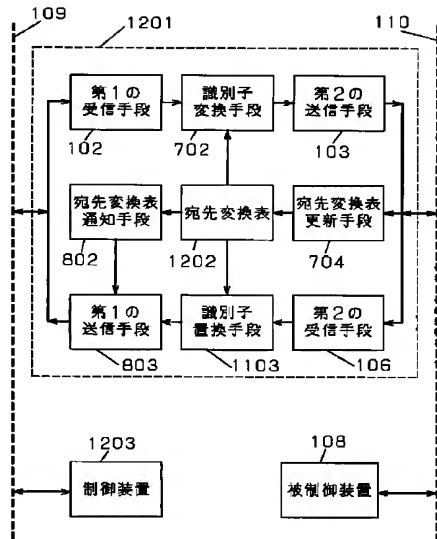 109
1201
110
第1の
受信手段
識別子
変換手段
第2の
送信手段
102
702
103
宛先変換表
通知手段
宛先変換表
宛先変換表
更新手段
802
1202
704
第1の
送信手段
識別子
置換手段
第2の
受信手段
803
1103
106
1203
108
制御装置
被制御装置